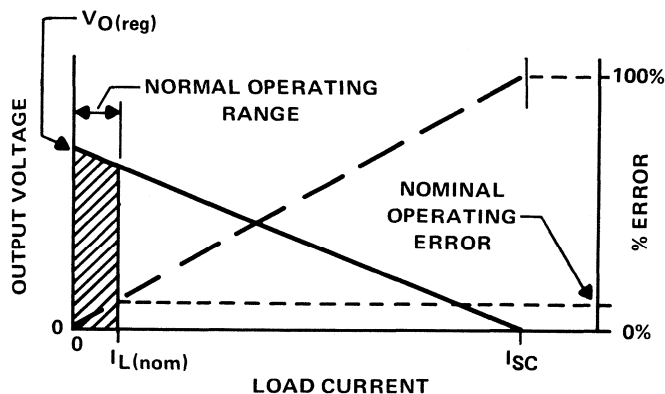 VO(reg)
NORMAL OPERATING
RANGE
100%
OUTPUT VOLTAGE
NOMINAL
OPERATING
ERROR
% ERROR
0
0
IL(nom)
ISC
0%
LOAD CURRENT